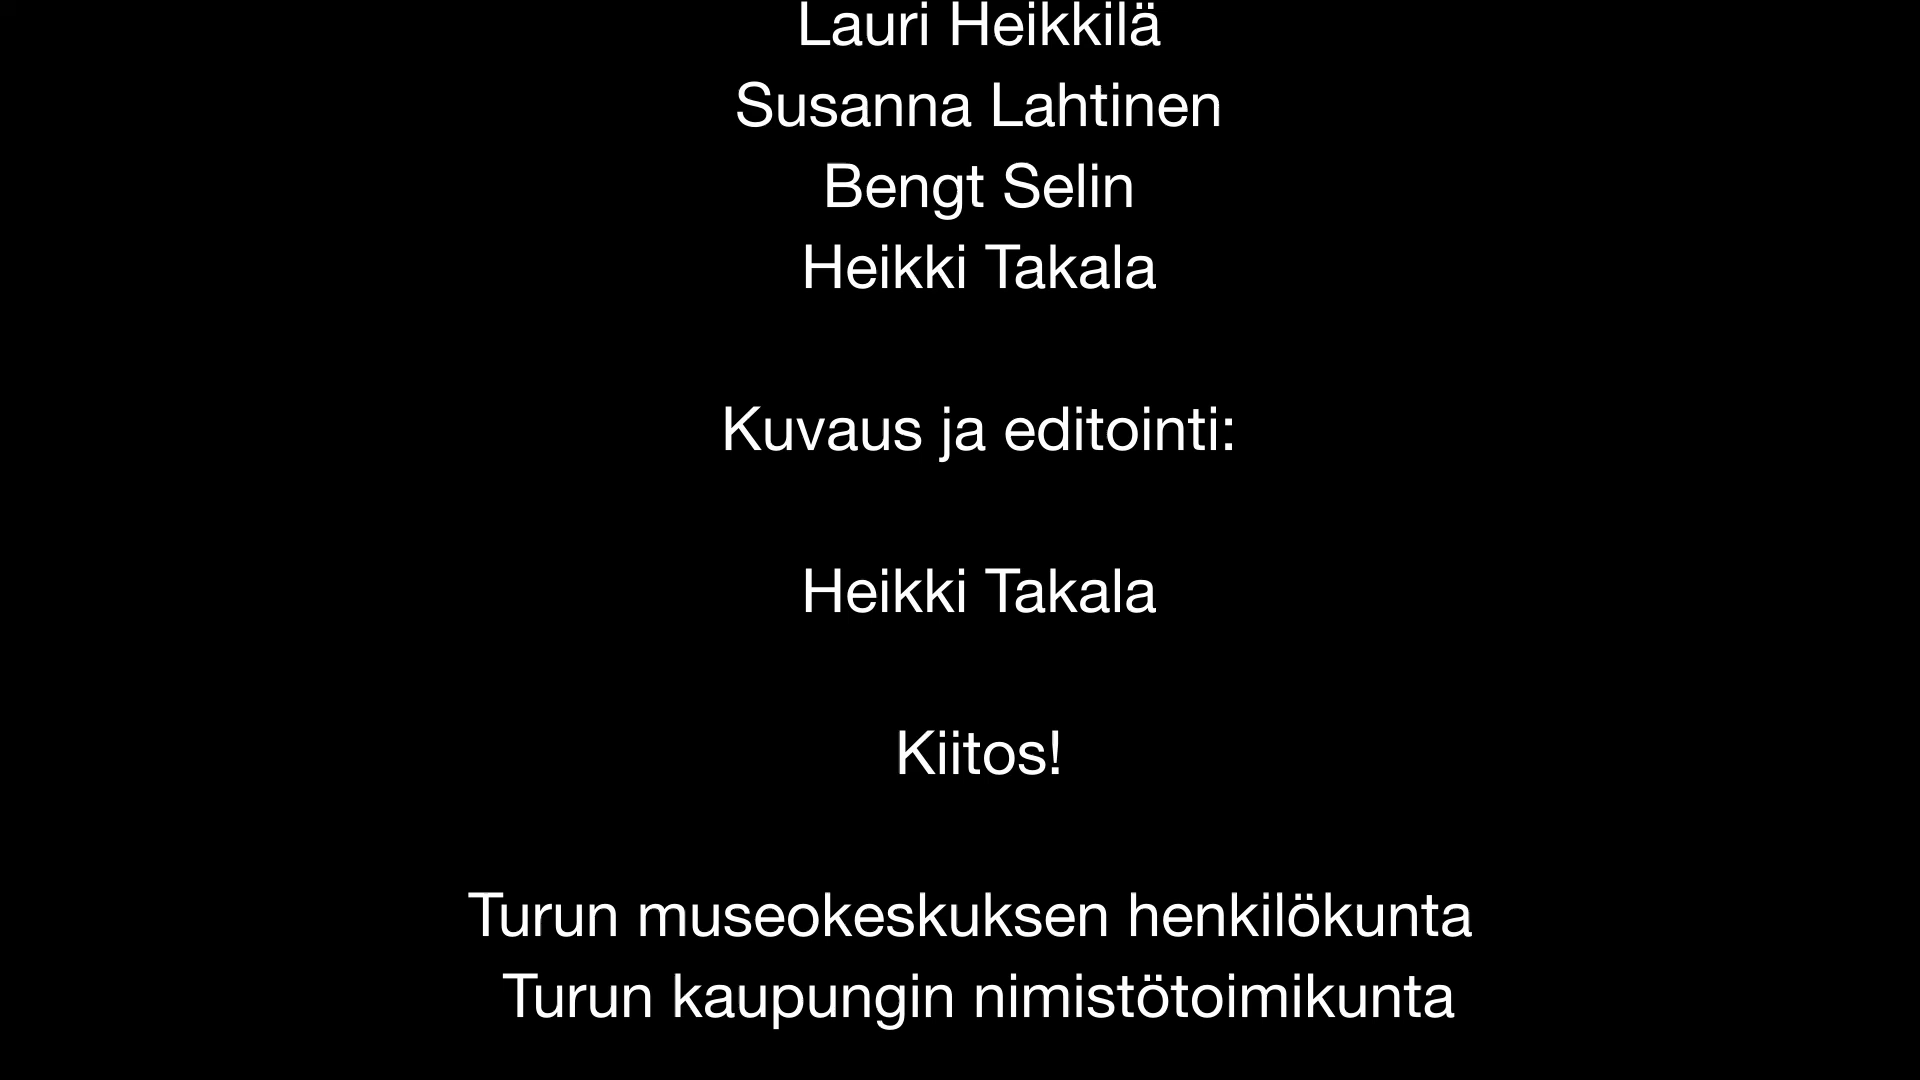 Lauri Heikkilä
Susanna Lahtinen
Bengt Selin
Heikki Takala
Kuvaus ja editointi:
Heikki Takala
Kiitos!
Turun museokeskuksen henkilökunta
Turun kaupungin nimistötoimikunta